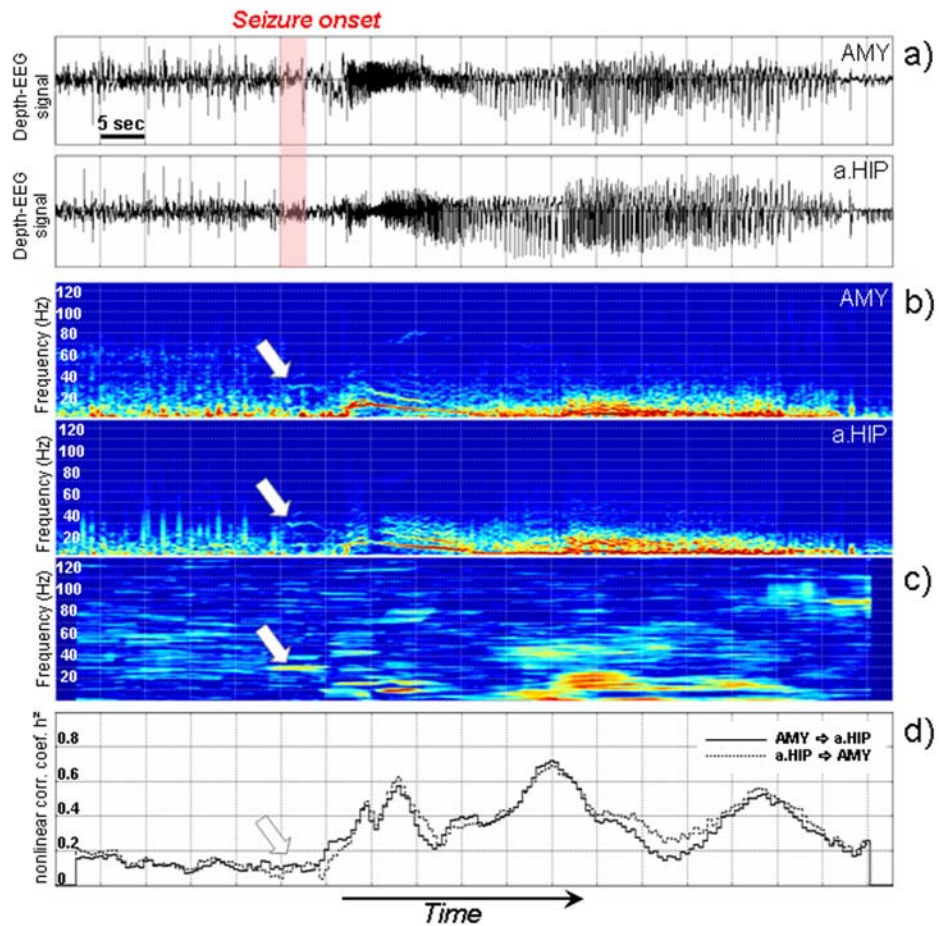 Seizure onset
AMY
a)
Depth-EEG
signal
5 sec
a.HIP
Depth-EEG
signal
AMY
b)
Frequency (Hz)
120
100
80
60
40
20
a.HIP
Frequency (Hz)
120
100
80
60
40
20
c)
Frequency (Hz)
120
100
80
60
40
20
d)
nonlinear corr. coef. h²
0.8
0.6
0.4
0.2
0
AMY ⇨ a.HIP
a.HIP ⇨ AMY
Time